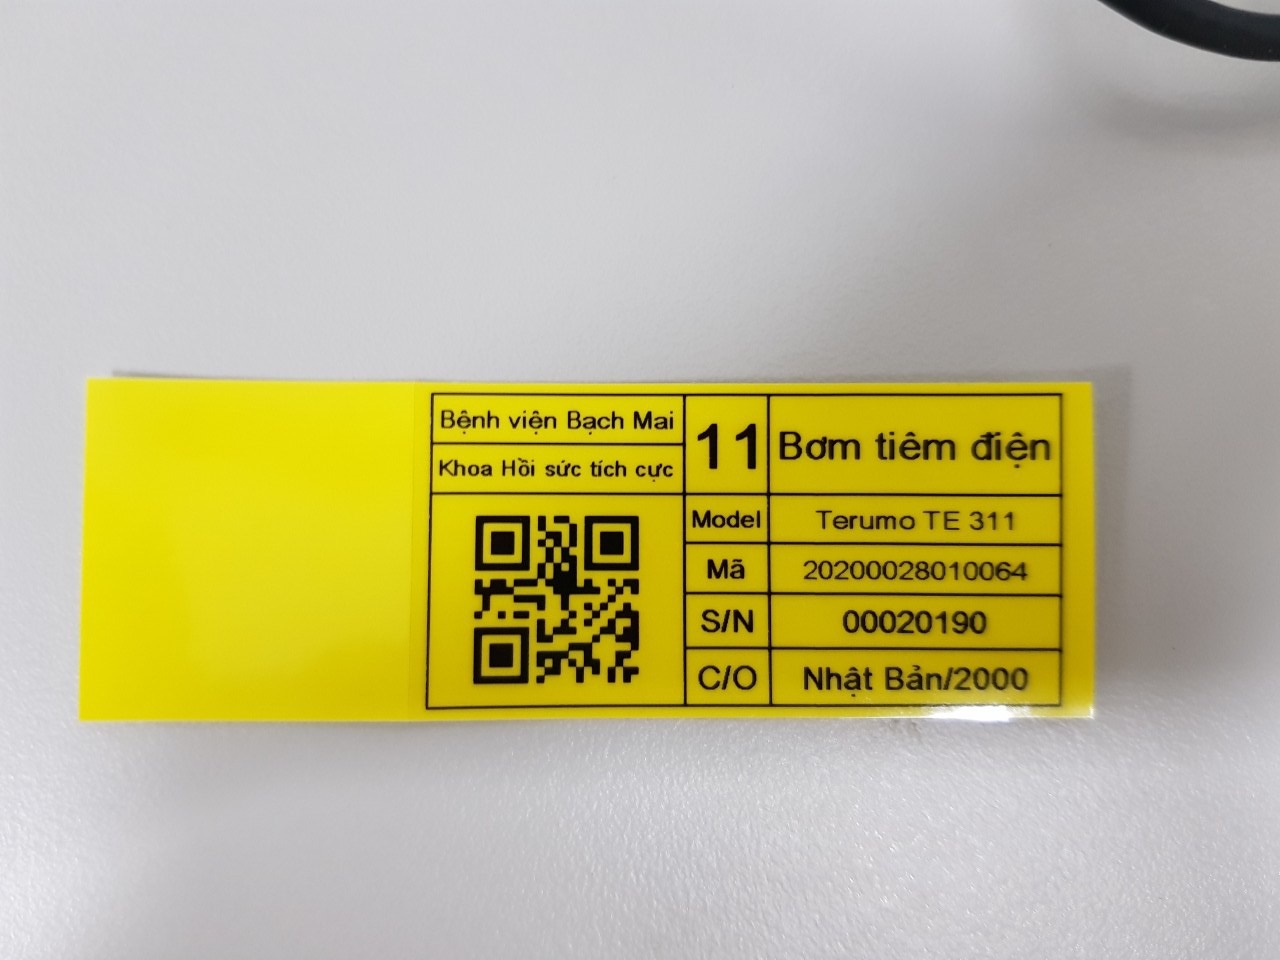 Bệnh viện Bạch Mai
Khoa Hồi sức tích cực
11
Bơm tiêm điện
Model Terumo TE 311
Mã 20200028010064
S/N 00020190
C/O Nhật Bản/2000